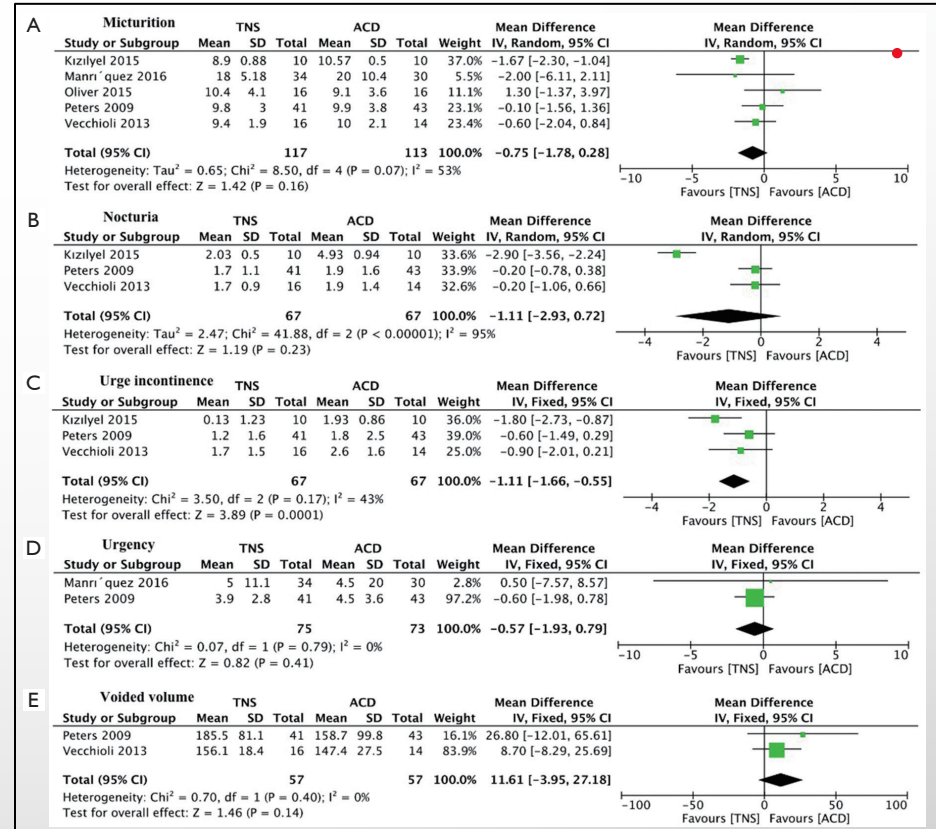 A Micturition TNS ACD Mean Difference Mean Difference
Study or Subgroup Mean SD Total Mean SD Total Weight IV, Random, 95% CI IV, Random, 95% CI
Kızılyel 2015 8.9 0.88 10 10.57 0.5 10 37.0% −1.67 [−2.30, −1.04]
Manrı´quez 2016 18 5.18 34 20 10.4 30 5.5% −2.00 [−6.11, 2.11]
Oliver 2015 10.4 4.1 16 9.1 3.6 16 11.1% 1.30 [−1.37, 3.97]
Peters 2009 9.8 3 41 9.9 3.8 43 23.1% −0.10 [−1.56, 1.36]
Vecchioli 2013 9.4 1.9 16 10 2.1 14 23.4% −0.60 [−2.04, 0.84]
Total (95% CI) 117 113 100.0% −0.75 [−1.78, 0.28]
Heterogeneity: Tau² = 0.65; Chi² = 8.50, df = 4 (P = 0.07); I² = 53%
Test for overall effect: Z = 1.42 (P = 0.16)
−10 −5 0 5 10
Favours [TNS] Favours [ACD]
B Nocturia TNS ACD Mean Difference Mean Difference
Study or Subgroup Mean SD Total Mean SD Total Weight IV, Random, 95% CI IV, Random, 95% CI
Kızılyel 2015 2.03 0.5 10 4.93 0.94 10 33.6% −2.90 [−3.56, −2.24]
Peters 2009 1.7 1.1 41 1.9 1.6 43 33.9% −0.20 [−0.78, 0.38]
Vecchioli 2013 1.7 0.9 16 1.9 1.4 14 32.6% −0.20 [−1.06, 0.66]
Total (95% CI) 67 67 100.0% −1.11 [−2.93, 0.72]
Heterogeneity: Tau² = 2.47; Chi² = 41.88, df = 2 (P < 0.00001); I² = 95%
Test for overall effect: Z = 1.19 (P = 0.23)
−4 −2 0 2 4
Favours [TNS] Favours [ACD]
C Urge incontinence TNS ACD Mean Difference Mean Difference
Study or Subgroup Mean SD Total Mean SD Total Weight IV, Fixed, 95% CI IV, Fixed, 95% CI
Kızılyel 2015 0.13 1.23 10 1.93 0.86 10 36.0% −1.80 [−2.73, −0.87]
Peters 2009 1.2 1.6 41 1.8 2.5 43 39.0% −0.60 [−1.49, 0.29]
Vecchioli 2013 1.7 1.5 16 2.6 1.6 14 25.0% −0.90 [−2.01, 0.21]
Total (95% CI) 67 67 100.0% −1.11 [−1.66, −0.55]
Heterogeneity: Chi² = 3.50, df = 2 (P = 0.17); I² = 43%
Test for overall effect: Z = 3.89 (P = 0.0001)
−4 −2 0 2 4
Favours [TNS] Favours [ACD]
D Urgency TNS ACD Mean Difference Mean Difference
Study or Subgroup Mean SD Total Mean SD Total Weight IV, Fixed, 95% CI IV, Fixed, 95% CI
Manrı´quez 2016 5 11.1 34 4.5 20 30 2.8% 0.50 [−7.57, 8.57]
Peters 2009 3.9 2.8 41 4.5 3.6 43 97.2% −0.60 [−1.98, 0.78]
Total (95% CI) 75 73 100.0% −0.57 [−1.93, 0.79]
Heterogeneity: Chi² = 0.07, df = 1 (P = 0.79); I² = 0%
Test for overall effect: Z = 0.82 (P = 0.41)
−10 −5 0 5 10
Favours [TNS] Favours [ACD]
E Voided volume TNS ACD Mean Difference Mean Difference
Study or Subgroup Mean SD Total Mean SD Total Weight IV, Fixed, 95% CI IV, Fixed, 95% CI
Peters 2009 185.5 81.1 41 158.7 99.8 43 16.1% 26.80 [−12.01, 65.61]
Vecchioli 2013 156.1 18.4 16 147.4 27.5 14 83.9% 8.70 [−8.29, 25.69]
Total (95% CI) 57 57 100.0% 11.61 [−3.95, 27.18]
Heterogeneity: Chi² = 0.70, df = 1 (P = 0.40); I² = 0%
Test for overall effect: Z = 1.46 (P = 0.14)
−100 −50 0 50 100
Favours [TNS] Favours [ACD]